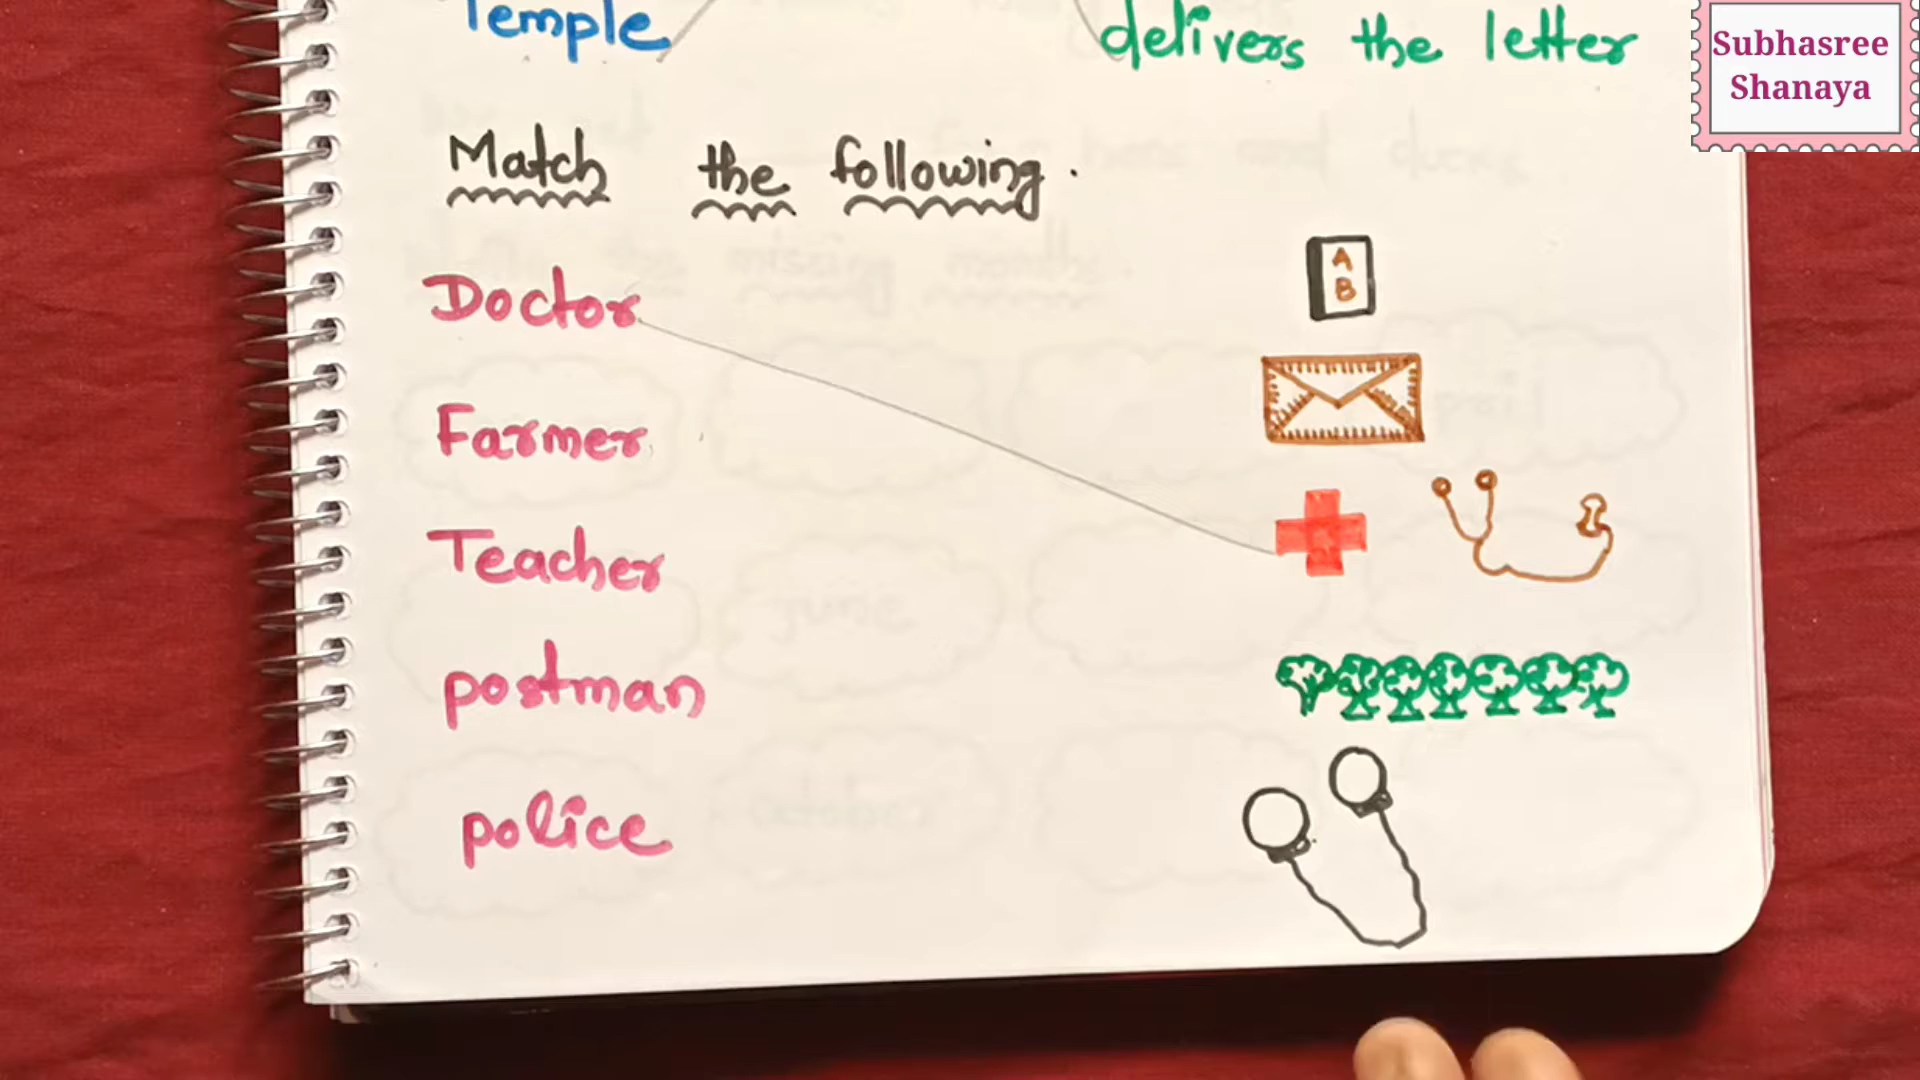 Temple
delivers the letter
Subhasree
Shanaya
Match the following.
A
B
Doctor
Farmer
Teacher
postman
police